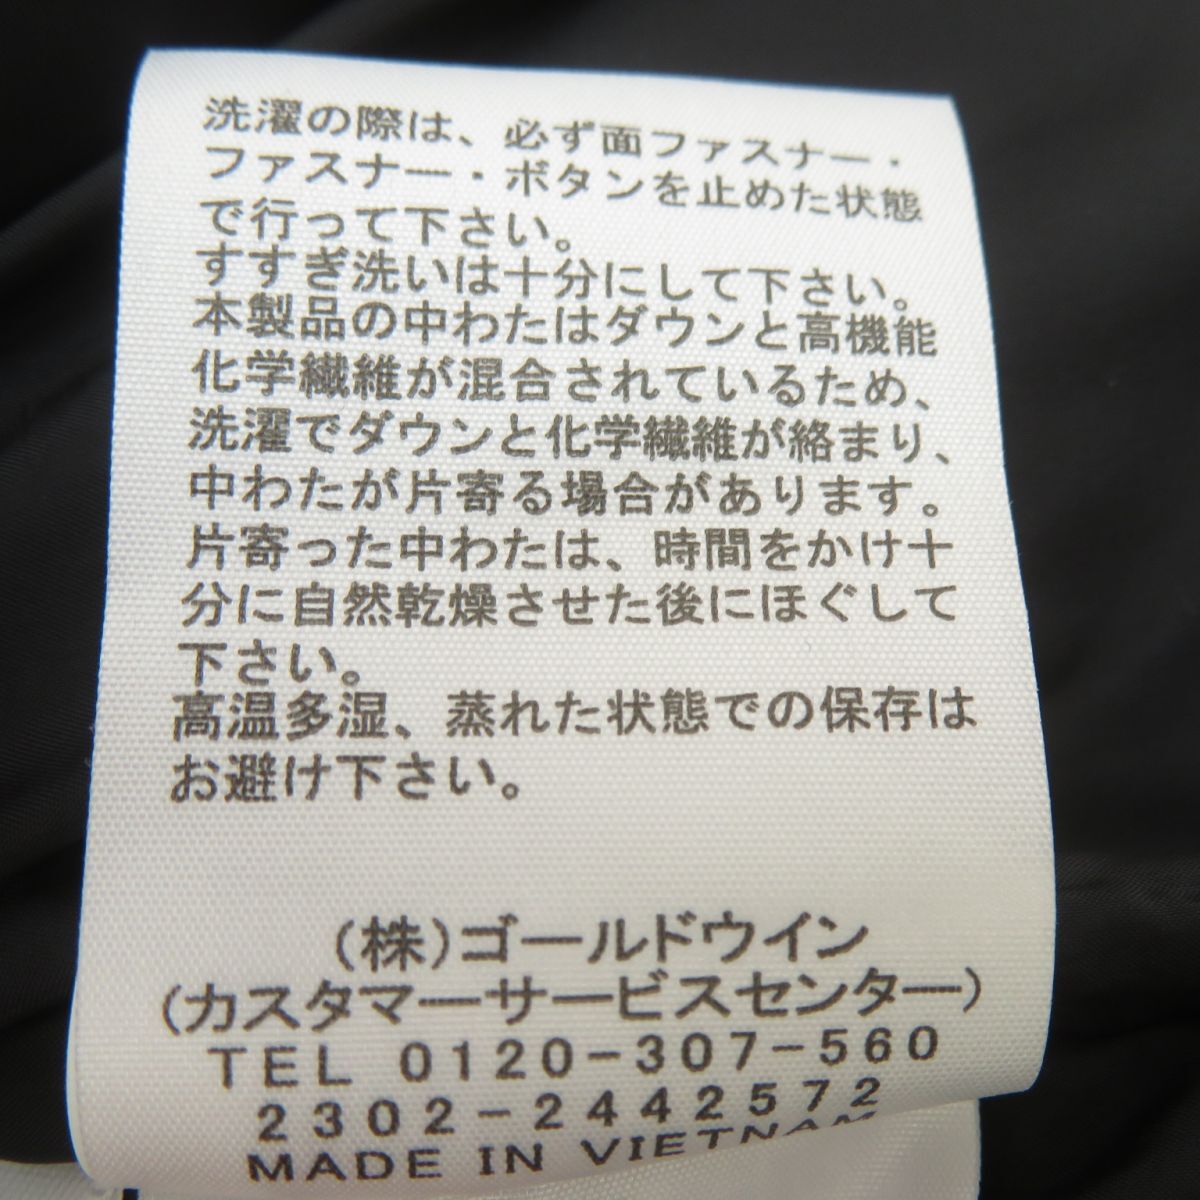 洗濯の際は、必ず面ファスナー・
ファスナー・ボタンを止めた状態
で行って下さい。
すすぎ洗いは十分にして下さい。
本製品の中わたはダウンと高機能
化学繊維が混合されているため、
洗濯でダウンと化学繊維が絡まり、
中わたが片寄る場合があります。
片寄った中わたは、時間をかけ十
分に自然乾燥させた後にほぐして
下さい。
高温多湿、蒸れた状態での保存は
お避け下さい。
(株)ゴールドウイン
(カスタマーサービスセンター)
TEL 0120-307-560
2302-2442572
MADE IN VIETNAM